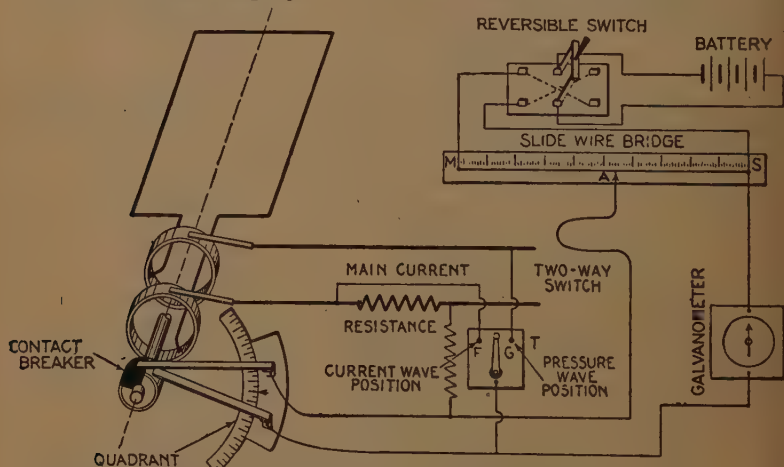 REVERSIBLE SWITCH
BATTERY
SLIDE WIRE BRIDGE
M
S
A
MAIN CURRENT
TWO-WAY
SWITCH
RESISTANCE
CONTACT
BREAKER
CURRENT WAVE
POSITION
F
G
T
PRESSURE
WAVE
POSITION
GALVANOMETER
QUADRANT